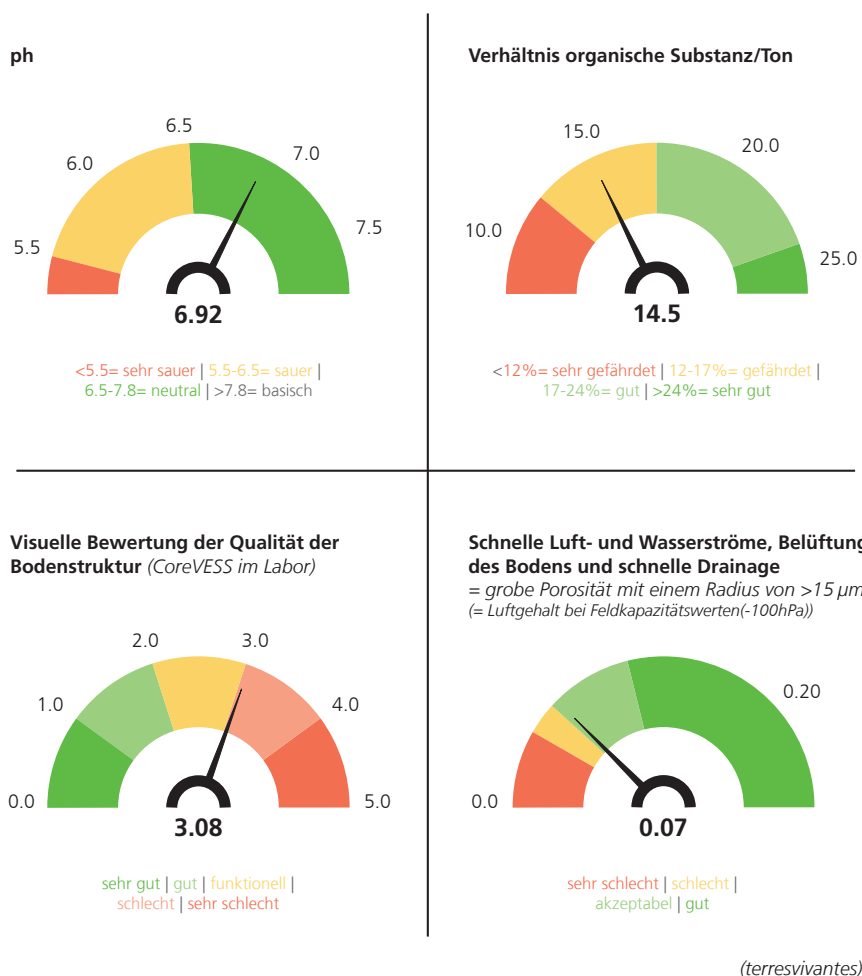 ph
6.5
6.0
7.0
5.5
7.5
6.92
<5.5= sehr sauer | 5.5-6.5= sauer |
6.5-7.8= neutral | >7.8= basisch
Verhältnis organische Substanz/Ton
15.0
20.0
10.0
25.0
14.5
<12%= sehr gefährdet | 12-17%= gefährdet |
17-24%= gut | >24%= sehr gut
Visuelle Bewertung der Qualität der
Bodenstruktur (CoreVESS im Labor)
2.0
3.0
1.0
4.0
0.0
5.0
3.08
sehr gut | gut | funktionell |
schlecht | sehr schlecht
Schnelle Luft- und Wasserströme, Belüftung
des Bodens und schnelle Drainage
= grobe Porosität mit einem Radius von >15 µm
(= Luftgehalt bei Feldkapazitätswerten(-100hPa))
0.20
0.0
0.07
sehr schlecht | schlecht |
akzeptabel | gut
(terresvivantes)